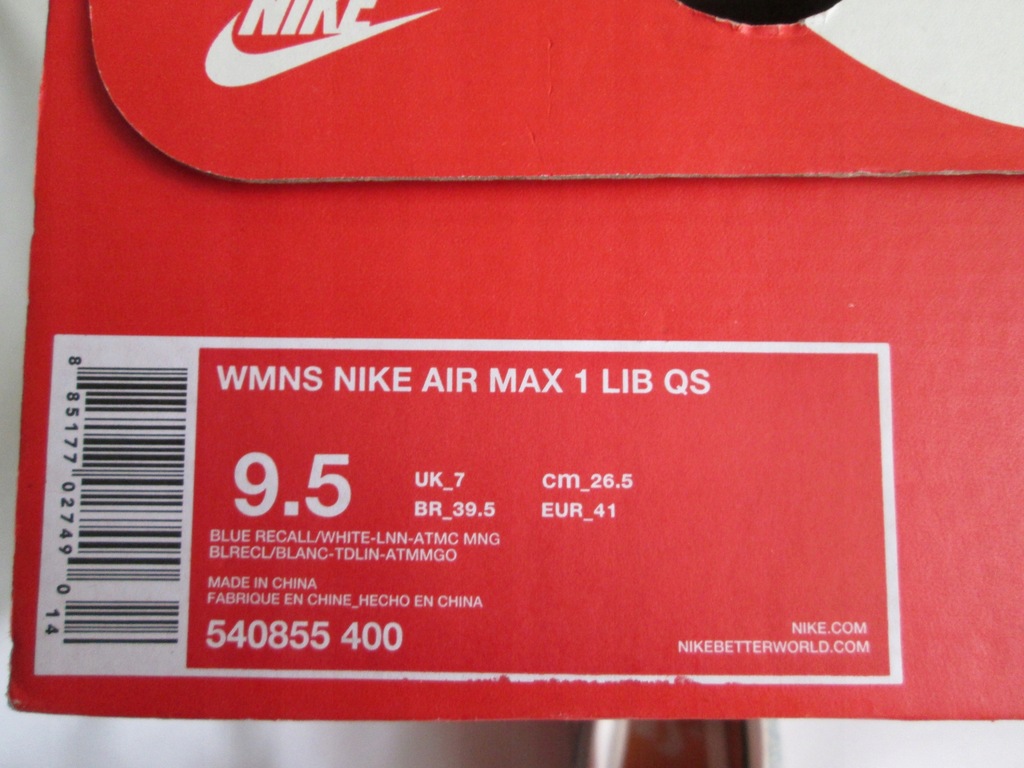 NIKE
WMNS NIKE AIR MAX 1 LIB QS
9.5
UK_7 cm_26.5
BR_39.5 EUR_41
BLUE RECALL/WHITE-LNN-ATMC MNG
BLRECL/BLANC-TDLIN-ATMMGO
MADE IN CHINA
FABRIQUE EN CHINE_HECHO EN CHINA
540855 400
NIKE.COM
NIKEBETTERWORLD.COM
8 85177 02749 0 14